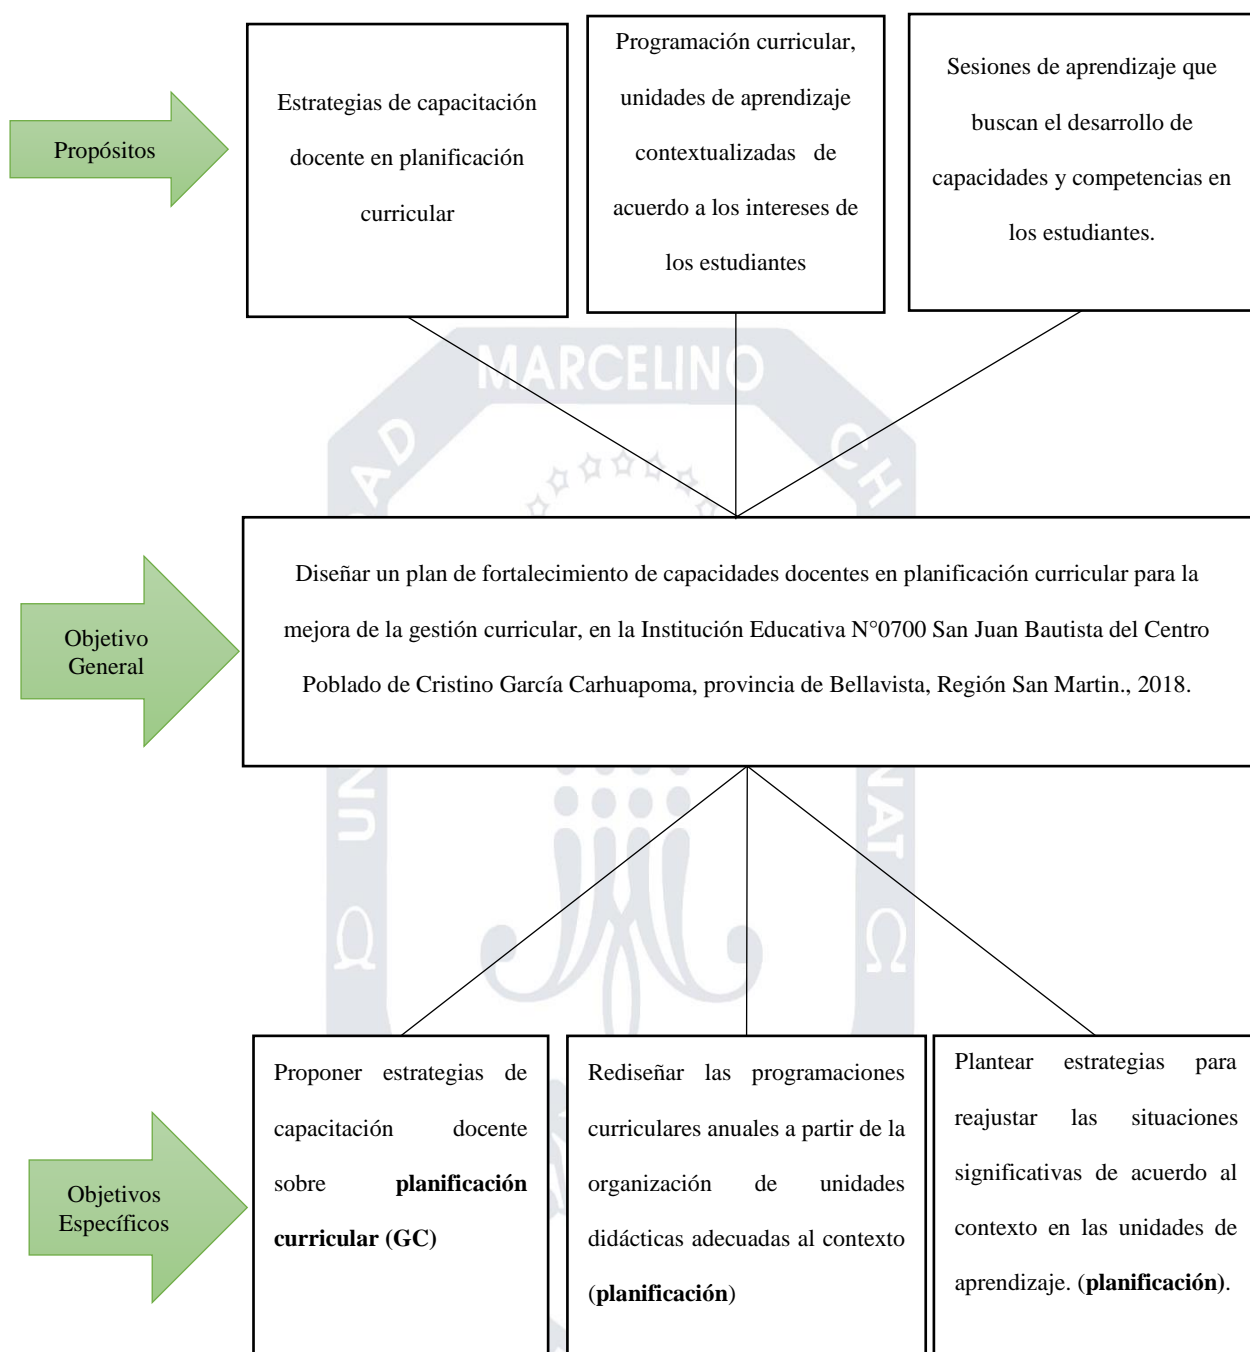 Propósitos
Estrategias de capacitación
docente en planificación
curricular
Programación curricular,
unidades de aprendizaje
contextualizadas de
acuerdo a los intereses de
los estudiantes
Sesiones de aprendizaje que
buscan el desarrollo de
capacidades y competencias en
los estudiantes.
MARCELINO
AD
CH
Objetivo
General
Diseñar un plan de fortalecimiento de capacidades docentes en planificación curricular para la
mejora de la gestión curricular, en la Institución Educativa N°0700 San Juan Bautista del Centro
Poblado de Cristino García Carhuapoma, provincia de Bellavista, Región San Martin., 2018.
UN
NAT
Ω
Ω
Objetivos
Específicos
Proponer estrategias de
capacitación docente
sobre planificación
curricular (GC)
Rediseñar las programaciones
curriculares anuales a partir de la
organización de unidades
didácticas adecuadas al contexto
(planificación)
Plantear estrategias para
reajustar las situaciones
significativas de acuerdo al
contexto en las unidades de
aprendizaje. (planificación).